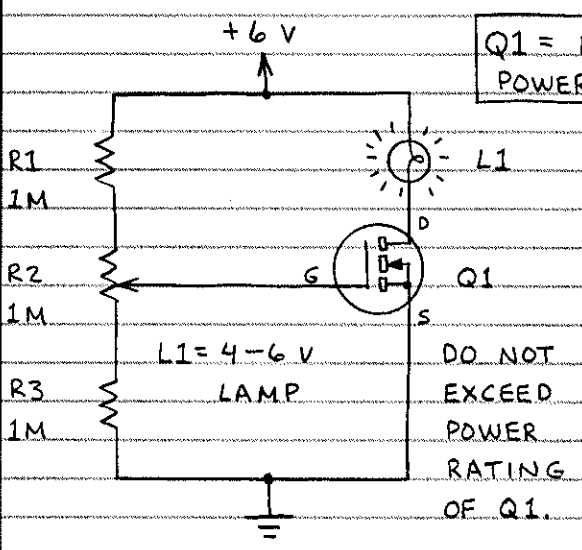 +6 V
Q1 =
POWER
R1
1M
L1
D
R2
1M
G
Q1
S
L1 = 4-6 V
LAMP
R3
1M
DO NOT
EXCEED
POWER
RATING
OF Q1.